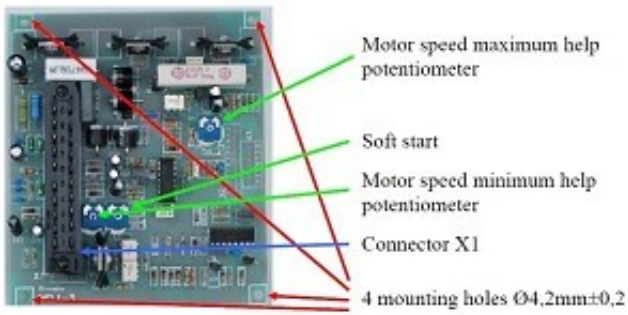 Motor speed maximum help
potentiometer
Soft start
Motor speed minimum help
potentiometer
Connector X1
4 mounting holes Ø4,2mm±0,2